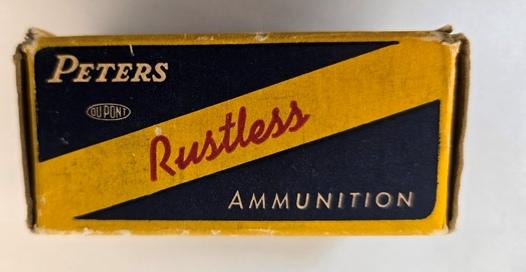 PETERS
DU PONT
Rustless
AMMUNITION